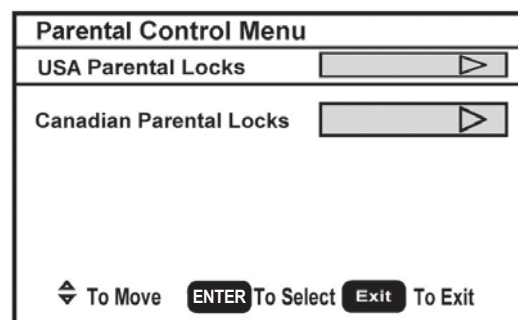 Parental Control Menu
USA Parental Locks
Canadian Parental Locks
To Move ENTER To Select Exit To Exit